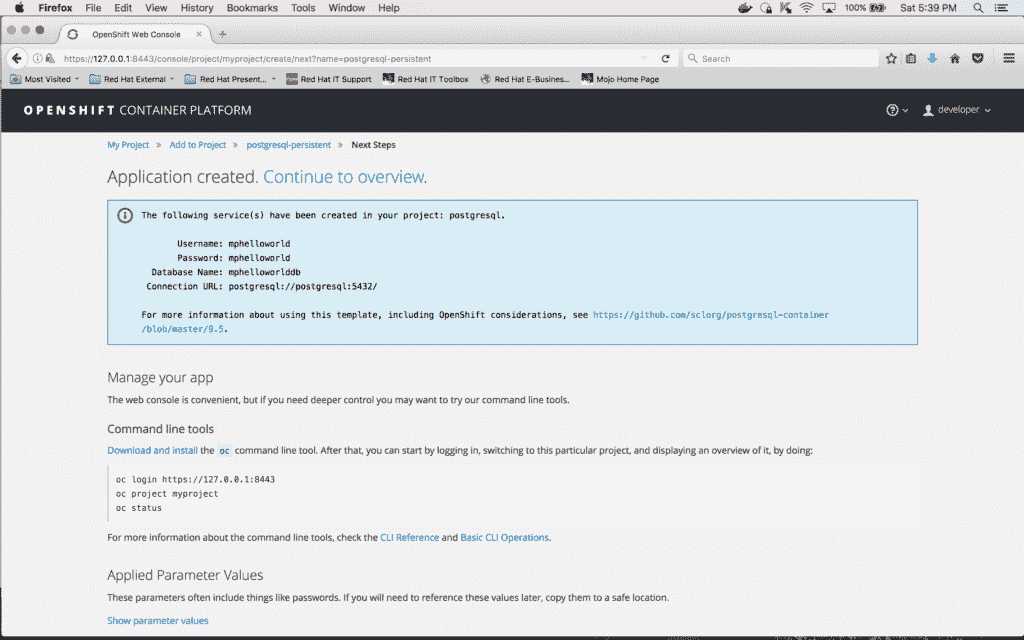 Firefox File Edit View History Bookmarks Tools Window Help 100% Sat 5:39 PM
OpenShift Web Console
https://127.0.0.1:8443/console/project/myproject/create/next?name=postgresql-persistent Search
Most Visited Red Hat External Red Hat Present... Red Hat IT Support Red Hat IT Toolbox Red Hat E-Busines... Mojo Home Page
OPENSHIFT CONTAINER PLATFORM developer
My Project » Add to Project » postgresql-persistent » Next Steps
Application created. Continue to overview.
The following service(s) have been created in your project: postgresql.
Username: mphelloworld
Password: mphelloworld
Database Name: mphelloworlddb
Connection URL: postgresql://postgresql:5432/
For more information about using this template, including OpenShift considerations, see https://github.com/sclorg/postgresql-container
/blob/master/9.5.
Manage your app
The web console is convenient, but if you need deeper control you may want to try our command line tools.
Command line tools
Download and install the oc command line tool. After that, you can start by logging in, switching to this particular project, and displaying an overview of it, by doing:
oc login https://127.0.0.1:8443
oc project myproject
oc status
For more information about the command line tools, check the CLI Reference and Basic CLI Operations.
Applied Parameter Values
These parameters often include things like passwords. If you will need to reference these values later, copy them to a safe location.
Show parameter values